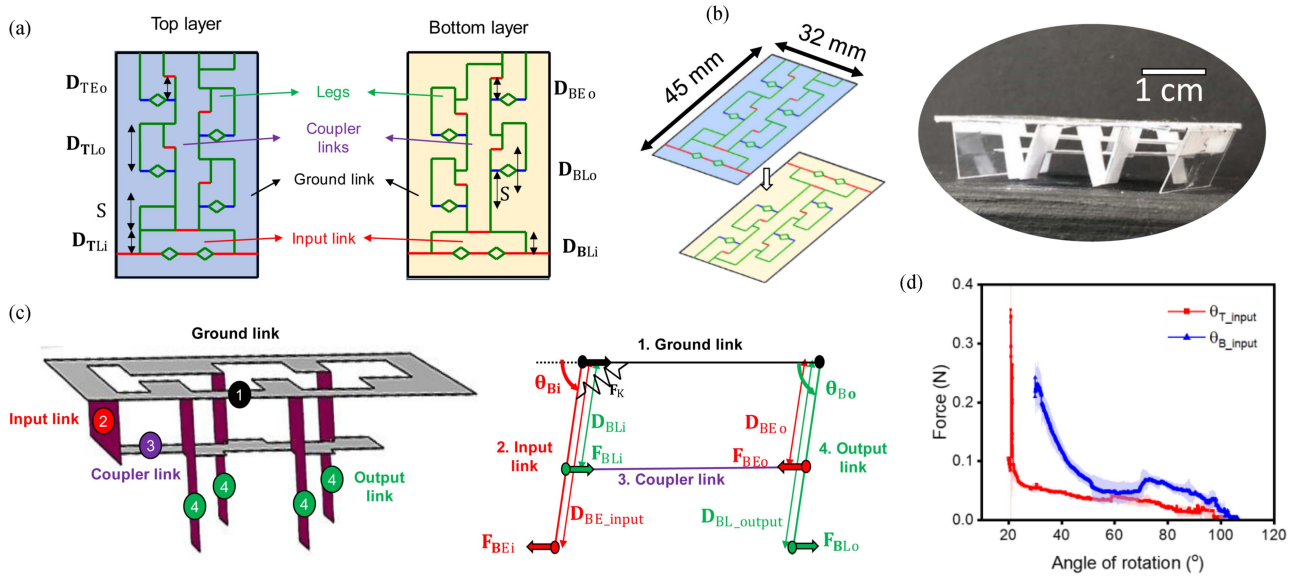 (a)
Top layer
Bottom layer
D_TEo
D_TLo
S
D_TLi
Legs
Coupler
links
Ground link
Input link
D_BEo
D_BLo
S
D_BLi
(b)
45 mm
32 mm
1 cm
(c)
Ground link
1
Input link
2
3
Coupler link
Output
link
4
4
4
4
1. Ground link
θ_Bi
F_K
θ_Bo
D_BLi
D_BEo
2. Input
link
F_BLi
F_BEo
4. Output
link
3. Coupler link
D_BE_input
D_BL_output
F_BEi
F_BLo
(d)
Force (N)
0.4
0.3
0.2
0.1
0.0
θ_T_input
θ_B_input
20
40
60
80
100
120
Angle of rotation (°)